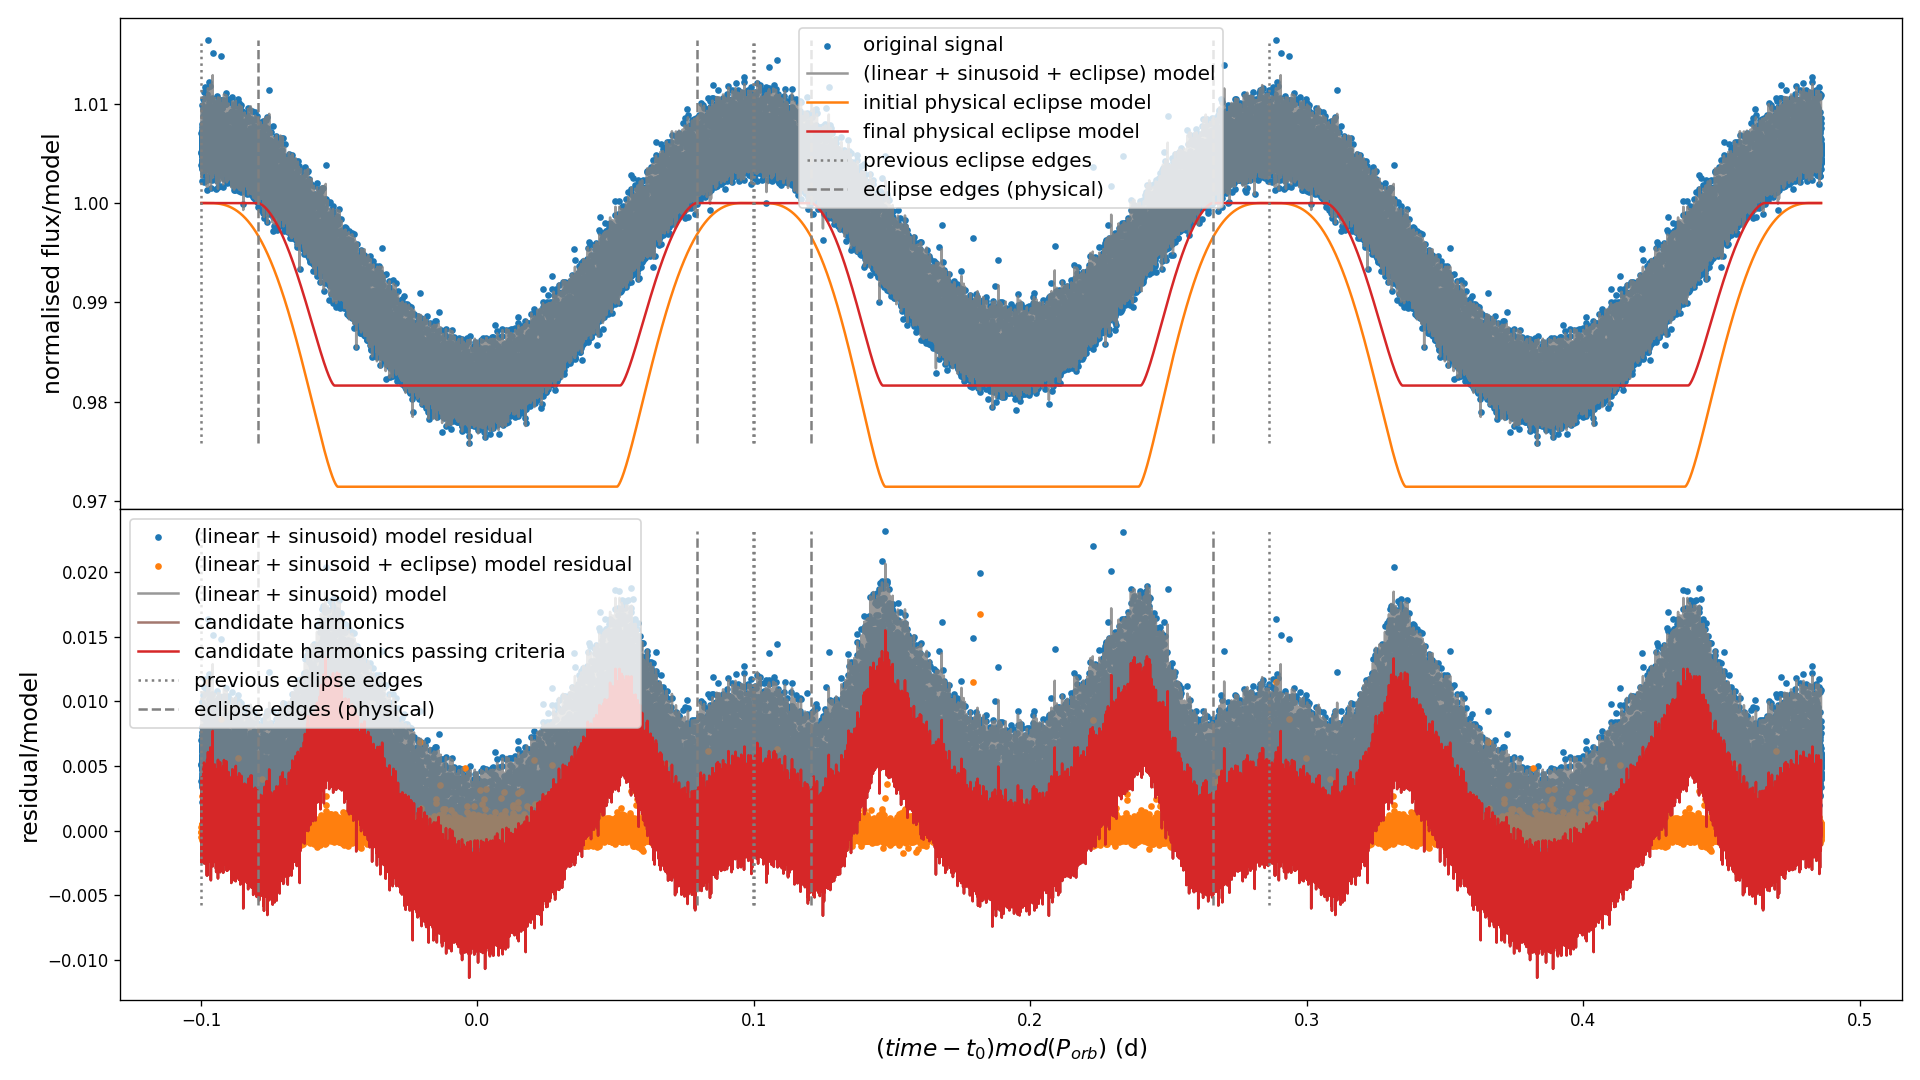 normalised flux/model
1.01
1.00
0.99
0.98
0.97
original signal
(linear + sinusoid + eclipse) model
initial physical eclipse model
final physical eclipse model
previous eclipse edges
eclipse edges (physical)
residual/model
0.020
0.015
0.010
0.005
0.000
−0.005
−0.010
(linear + sinusoid) model residual
(linear + sinusoid + eclipse) model residual
(linear + sinusoid) model
candidate harmonics
candidate harmonics passing criteria
previous eclipse edges
eclipse edges (physical)
−0.1 0.0 0.1 0.2 0.3 0.4 0.5
(time − t₀)mod(P_orb) (d)